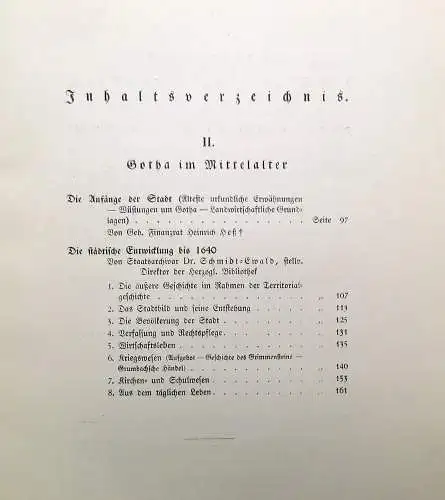 Inhaltsverzeichnis.
II.
Gotha im Mittelalter
Die Anfänge der Stadt (Älteste urkundliche Erwähnungen
— Wüstungen um Gotha — Landwirtschaftliche Grund-
lagen) . . . . . . . . . . . . . Seite 97
Von Geh. Finanzrat Heinrich Heß †
Die städtische Entwicklung bis 1640
Von Staatsarchivar Dr. Schmidt-Ewald, stellv.
Direktor der Herzogl. Bibliothek
1. Die äußere Geschichte im Rahmen der Territorial-
geschichte . . . . . . . . . . . . „ 107
2. Das Stadtbild und seine Entstehung . . . . . „ 113
3. Die Bevölkerung der Stadt . . . . . . . . „ 125
4. Verfassung und Rechtspflege . . . . . . . . „ 131
5. Wirtschaftsleben . . . . . . . . . . . „ 135
6. Kriegswesen (Aufgebot — Geschichte des Grimmensteins —
Grumbachsche Händel) . . . . . . . . . „ 140
7. Kirchen- und Schulwesen . . . . . . . . . „ 153
8. Aus dem täglichen Leben . . . . . . . . . „ 161